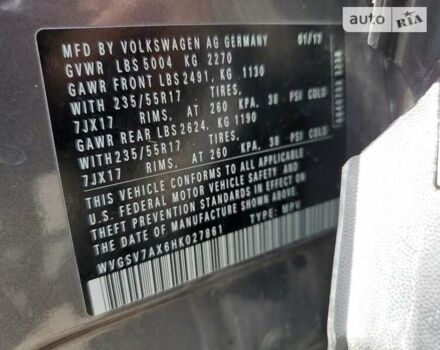 auto RIA
MFD BY VOLKSWAGEN AG GERMANY 01/17
GVWR LBS 5004 KG 2270
GAWR FRONT LBS 2491, KG 1130
WITH 235/55R17 TIRES,
7JX17 RIMS, AT 260 KPA, 38 PSI COLD
GAWR REAR LBS 2624, KG 1190
WITH 235/55R17 TIRES,
7JX17 RIMS, AT 260 KPA, 38 PSI COLD
THIS VEHICLE CONFORMS TO ALL APPLICABLE
U.S. FEDERAL MOTOR VEHICLE SAFETY AND
THEFT PREVENTION STANDARDS IN EFFECT ON
THE DATE OF MANUFACTURE SHOWN ABOVE.
WVGSV7AX6HK027861 TYPE: MPV